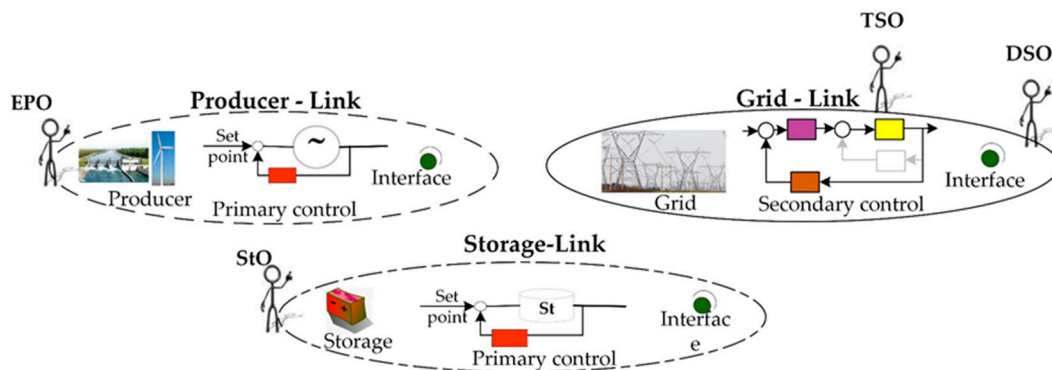 TSO
DSO
EPO
Producer - Link
Grid - Link
Set
point
~
Interface
Producer
Primary control
Grid
Secondary control
Interface
StO
Storage-Link
Set
point
St
- +
Storage
Primary control
Interfac
e